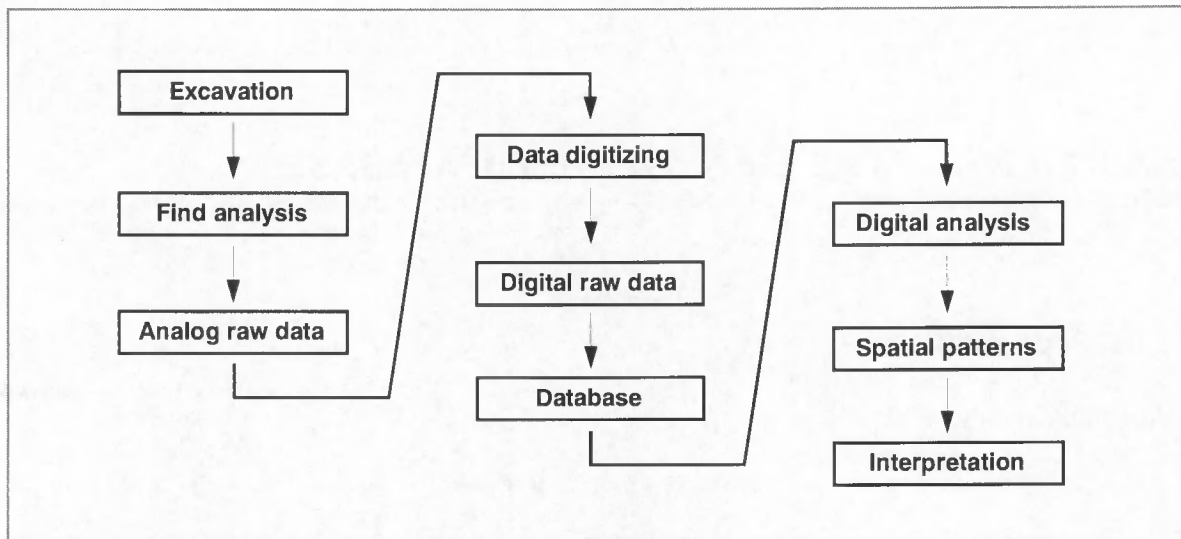 Excavation
Find analysis
Analog raw data
Data digitizing
Digital raw data
Database
Digital analysis
Spatial patterns
Interpretation